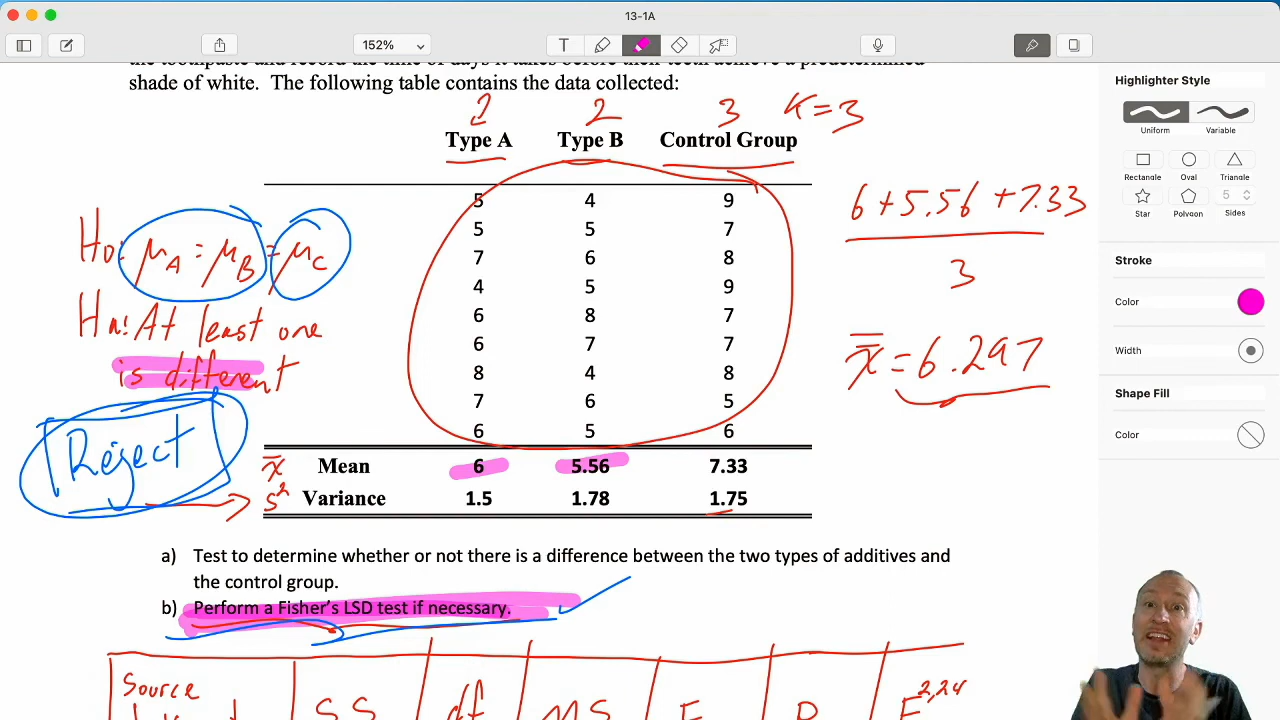 13-1A
152%
T
the toothpaste and record the time of days it takes before their teeth achieve a predetermined
shade of white. The following table contains the data collected:
1 2 3 K=3
Type A Type B Control Group
5 4 9
5 5 7
7 6 8
4 5 9
6 8 7
6 7 7
8 4 8
7 6 5
6 5 6
x̄ Mean 6 5.56 7.33
s² Variance 1.5 1.78 1.75
Ho: μA = μB = μC
Ha: At least one
is different
Reject
6 + 5.56 + 7.33
3
x̿ = 6.297
a) Test to determine whether or not there is a difference between the two types of additives and
the control group.
b) Perform a Fisher's LSD test if necessary.
Source
SS df MS F P F 2,24
Highlighter Style
Uniform Variable
Rectangle Oval Triangle
Star Polygon 5 Sides
Stroke
Color
Width
Shape Fill
Color